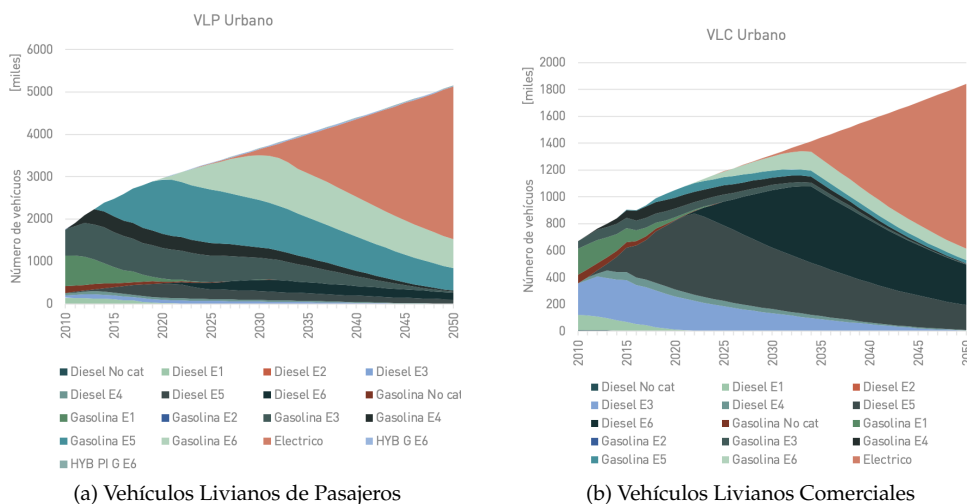 VLP Urbano
[miles]
Número de vehícuos
6000
5000
4000
3000
2000
1000
0
2010
2015
2020
2025
2030
2035
2040
2045
2050
Diesel No cat
Diesel E1
Diesel E2
Diesel E3
Diesel E4
Diesel E5
Diesel E6
Gasolina No cat
Gasolina E1
Gasolina E2
Gasolina E3
Gasolina E4
Gasolina E5
Gasolina E6
Electrico
HYB G E6
HYB PI G E6
(a) Vehículos Livianos de Pasajeros
VLC Urbano
[miles]
Número de vehículos
2000
1800
1600
1400
1200
1000
800
600
400
200
0
2010
2015
2020
2025
2030
2035
2040
2045
2050
Diesel No cat
Diesel E1
Diesel E2
Diesel E3
Diesel E4
Diesel E5
Diesel E6
Gasolina No cat
Gasolina E1
Gasolina E2
Gasolina E3
Gasolina E4
Gasolina E5
Gasolina E6
Electrico
(b) Vehículos Livianos Comerciales